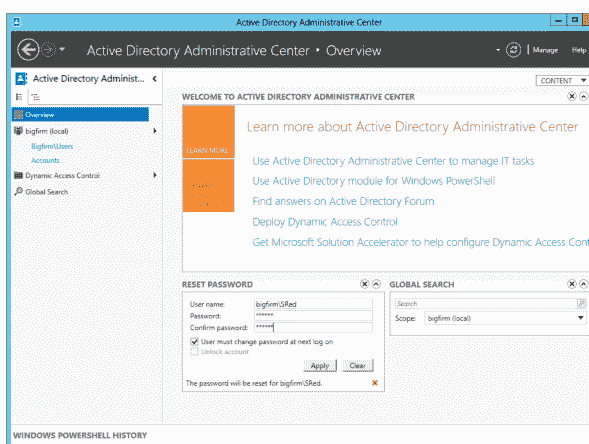 Active Directory Administrative Center
Active Directory Administrative Center • Overview
Manage
Help
Active Directory Administ...
CONTENT
Overview
bigfirm (local)
Bigfirm\Users
Accounts
Dynamic Access Control
Global Search
WELCOME TO ACTIVE DIRECTORY ADMINISTRATIVE CENTER
LEARN MORE
Learn more about Active Directory Administrative Center
Use Active Directory Administrative Center to manage IT tasks
Use Active Directory module for Windows PowerShell
Find answers on Active Directory Forum
Deploy Dynamic Access Control
Get Microsoft Solution Accelerator to help configure Dynamic Access Cont
RESET PASSWORD
User name: bigfirm\SRed
Password: ••••••
Confirm password: ••••••
User must change password at next log on
Unlock account
Apply Clear
The password will be reset for bigfirm\SRed.
GLOBAL SEARCH
Search
Scope: bigfirm (local)
WINDOWS POWERSHELL HISTORY